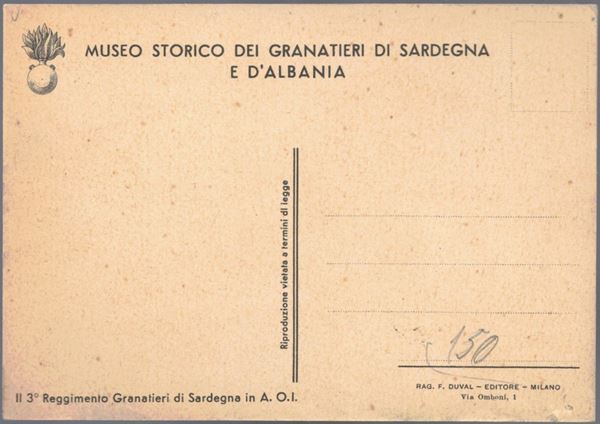 MUSEO STORICO DEI GRANATIERI DI SARDEGNA
E D'ALBANIA
Riproduzione vietata a termini di legge
150
RAG. F. DUVAL – EDITORE – MILANO
Via Omboni, 1
Il 3° Reggimento Granatieri di Sardegna in A. O. I.